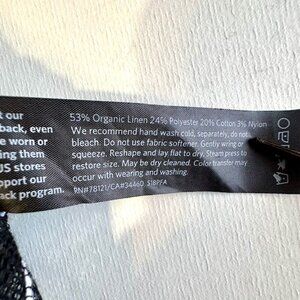 t our
back, even
e worn or
ing them
US stores
pport our
ack program.
53% Organic Linen 24% Polyester 20% Cotton 3% Nylon
We recommend hand wash cold, separately, do not
bleach. Do not use fabric softener. Gently wring or
squeeze. Reshape and lay flat to dry. Steam press to
restore size. May be dry cleaned. Color transfer may
occur with wearing and washing.
RN#78121/CA#34460 S18PFA